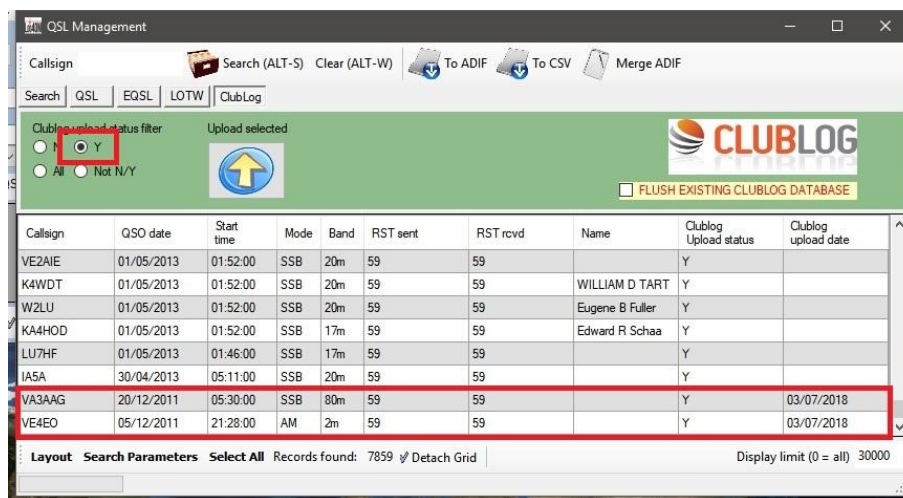 QSL Management
Callsign Search (ALT-S) Clear (ALT-W) To ADIF To CSV Merge ADIF
Search QSL EQSL LOTW ClubLog
Clublog upload status filter Upload selected
N Y
All Not N/Y
CLUBLOG
FLUSH EXISTING CLUBLOG DATABASE
Callsign QSO date Start time Mode Band RST sent RST rcvd Name Clublog Upload status Clublog upload date
VE2AIE 01/05/2013 01:52:00 SSB 20m 59 59 Y
K4WDT 01/05/2013 01:52:00 SSB 20m 59 59 WILLIAM D TART Y
W2LU 01/05/2013 01:52:00 SSB 20m 59 59 Eugene B Fuller Y
KA4HOD 01/05/2013 01:52:00 SSB 17m 59 59 Edward R Schaa Y
LU7HF 01/05/2013 01:46:00 SSB 17m 59 59 Y
IA5A 30/04/2013 05:11:00 SSB 20m 59 59 Y
VA3AAG 20/12/2011 05:30:00 SSB 80m 59 59 Y 03/07/2018
VE4EO 05/12/2011 21:28:00 AM 2m 59 59 Y 03/07/2018
Layout Search Parameters Select All Records found: 7859 Detach Grid Display limit (0 = all) 30000